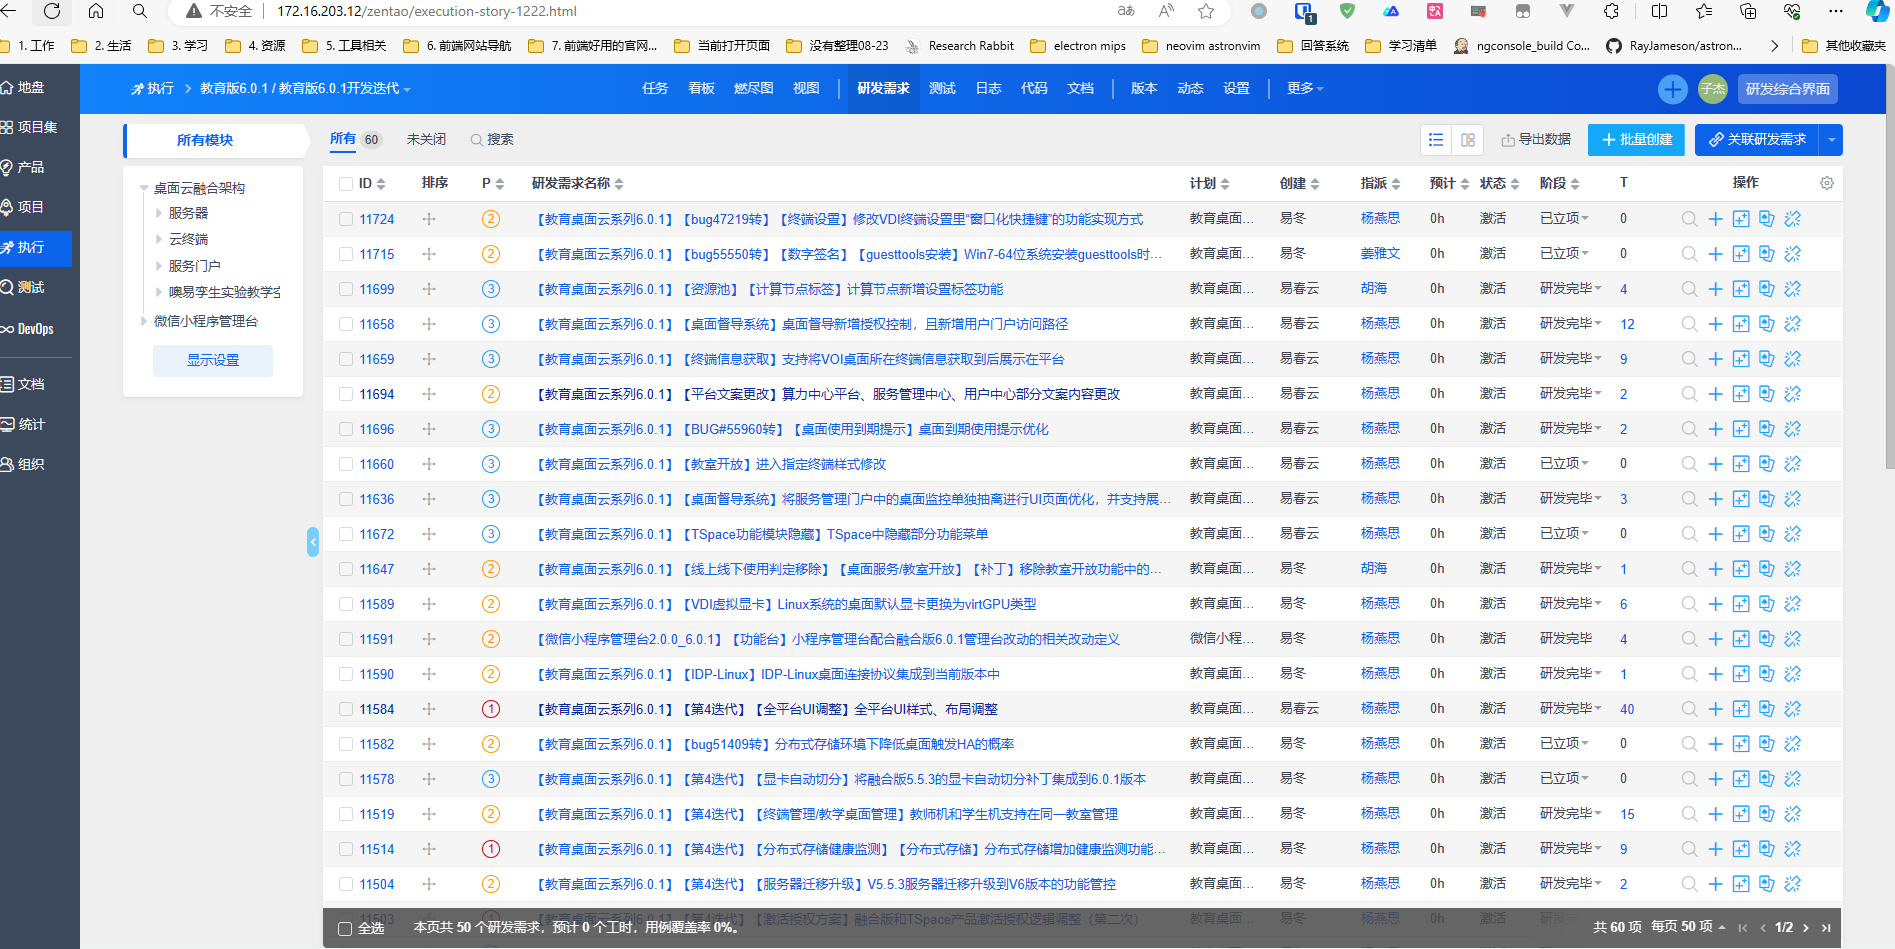 不安全 172.16.203.12/zentao/execution-story-1222.html
1. 工作 2. 生活 3. 学习 4. 资源 5. 工具相关 6. 前端网站导航 7. 前端好用的官网... 当前打开页面 没有整理08-23 Research Rabbit electron mips neovim astronvim 回答系统 学习清单 ngconsole_build Co... RayJameson/astron... 其他收藏夹
地盘
项目集
产品
项目
执行
测试
DevOps
文档
统计
组织
执行 教育版6.0.1 / 教育版6.0.1开发迭代
任务 看板 燃尽图 视图 研发需求 测试 日志 代码 文档 版本 动态 设置 更多 子杰 研发综合界面
所有模块
桌面云融合架构
服务器
云终端
服务门户
噢易孪生实验教学
微信小程序管理台
显示设置
所有 60 未关闭 搜索 导出数据 批量创建 关联研发需求
ID 排序 P 研发需求名称 计划 创建 指派 预计 状态 阶段 T 操作
11724 2 【教育桌面云系列6.0.1】【bug47219转】【终端设置】修改VDI终端设置里“窗口化快捷键”的功能实现方式 教育桌面... 易冬 杨燕思 0h 激活 已立项 0
11715 2 【教育桌面云系列6.0.1】【bug55550转】【数字签名】【guesttools安装】Win7-64位系统安装guesttools时... 教育桌面... 易冬 姜雅文 0h 激活 已立项 0
11699 3 【教育桌面云系列6.0.1】【资源池】【计算节点标签】计算节点新增设置标签功能 教育桌面... 易春云 胡海 0h 激活 研发完毕 4
11658 3 【教育桌面云系列6.0.1】【桌面督导系统】桌面督导新增授权控制，且新增用户门户访问路径 教育桌面... 易春云 杨燕思 0h 激活 研发完毕 12
11659 3 【教育桌面云系列6.0.1】【终端信息获取】支持将VOI桌面所在终端信息获取到后展示在平台 教育桌面... 易春云 杨燕思 0h 激活 研发完毕 9
11694 2 【教育桌面云系列6.0.1】【平台文案更改】算力中心平台、服务管理中心、用户中心部分文案内容更改 教育桌面... 易春云 杨燕思 0h 激活 研发完毕 2
11696 3 【教育桌面云系列6.0.1】【BUG#55960转】【桌面使用到期提示】桌面到期使用提示优化 教育桌面... 易春云 杨燕思 0h 激活 研发完毕 2
11660 3 【教育桌面云系列6.0.1】【教室开放】进入指定终端样式修改 教育桌面... 易春云 杨燕思 0h 激活 已立项 0
11636 3 【教育桌面云系列6.0.1】【桌面督导系统】将服务管理门户中的桌面监控单独抽离进行UI页面优化，并支持展... 教育桌面... 易春云 杨燕思 0h 激活 研发完毕 3
11672 3 【教育桌面云系列6.0.1】【TSpace功能模块隐藏】TSpace中隐藏部分功能菜单 教育桌面... 易春云 杨燕思 0h 激活 已立项 0
11647 2 【教育桌面云系列6.0.1】【线上线下使用判定移除】【桌面服务/教室开放】【补丁】移除教室开放功能中的... 教育桌面... 易冬 胡海 0h 激活 研发完毕 1
11589 2 【教育桌面云系列6.0.1】【VDI虚拟显卡】Linux系统的桌面默认显卡更换为virtGPU类型 教育桌面... 易冬 杨燕思 0h 激活 研发完毕 6
11591 2 【微信小程序管理台2.0.0_6.0.1】【功能台】小程序管理台配合融合版6.0.1管理台改动的相关改动定义 微信小程... 易冬 杨燕思 0h 激活 研发完毕 4
11590 2 【教育桌面云系列6.0.1】【IDP-Linux】IDP-Linux桌面连接协议集成到当前版本中 教育桌面... 易冬 杨燕思 0h 激活 研发完毕 1
11584 1 【教育桌面云系列6.0.1】【第4迭代】【全平台UI调整】全平台UI样式、布局调整 教育桌面... 易春云 杨燕思 0h 激活 研发完毕 40
11582 2 【教育桌面云系列6.0.1】【bug51409转】分布式存储环境下降低桌面触发HA的概率 教育桌面... 易冬 杨燕思 0h 激活 已立项 0
11578 3 【教育桌面云系列6.0.1】【第4迭代】【显卡自动切分】将融合版5.5.3的显卡自动切分补丁集成到6.0.1版本 教育桌面... 易冬 杨燕思 0h 激活 已立项 0
11519 2 【教育桌面云系列6.0.1】【第4迭代】【终端管理/教学桌面管理】教师机和学生机支持在同一教室管理 教育桌面... 易冬 杨燕思 0h 激活 研发完毕 15
11514 1 【教育桌面云系列6.0.1】【第4迭代】【分布式存储健康监测】【分布式存储】分布式存储增加健康监测功能... 教育桌面... 易冬 杨燕思 0h 激活 研发完毕 9
11504 2 【教育桌面云系列6.0.1】【第4迭代】【服务器迁移升级】V5.5.3服务器迁移升级到V6版本的功能管控 教育桌面... 易冬 杨燕思 0h 激活 研发完毕 2
11503 【教育桌面云系列6.0.1】【第4迭代】【激活授权方案】融合版和TSpace产品激活授权逻辑调整（第二次）
全选 本页共 50 个研发需求，预计 0 个工时，用例覆盖率 0%。 共 60 项 每页 50 项 1/2